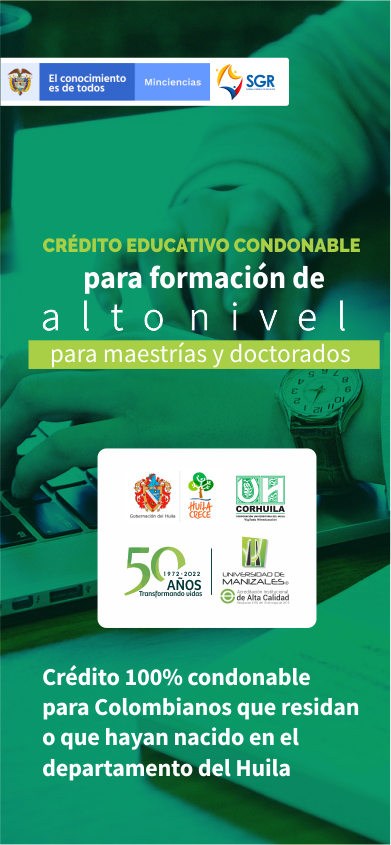 El conocimiento
es de todos
Minciencias
SGR
CRÉDITO EDUCATIVO CONDONABLE
para formación de
alto nivel
para maestrías y doctorados
Gobernación del Huila
HUILA
CRECE
CORHUILA
50
1972-2022
AÑOS
Transformando vidas
UNIVERSIDAD DE
MANIZALES
Acreditación Institucional
de Alta Calidad
Crédito 100% condonable
para Colombianos que residan
o que hayan nacido en el
departamento del Huila